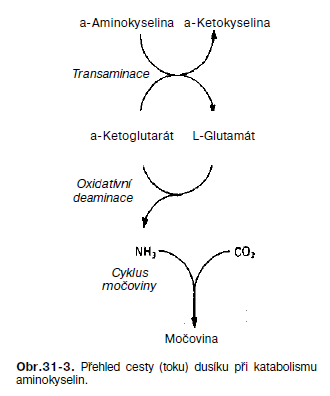 a-Aminokyselina a-Ketokyselina
Transaminace
a-Ketoglutarát L-Glutamát
Oxidativní
deaminace
NH₃ CO₂
Cyklus
močoviny
Močovina
Obr.31-3. Přehled cesty (toku) dusíku při katabolismu
aminokyselin.